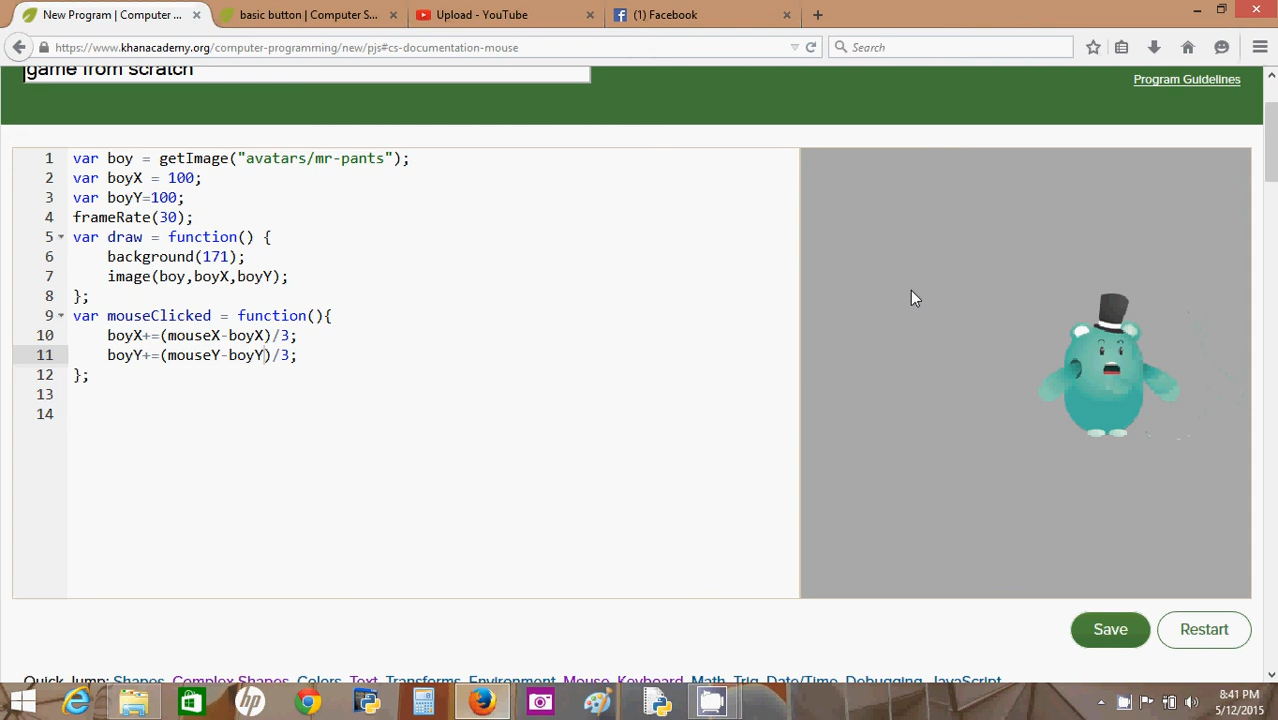 New Program | Computer ...
basic button | Computer S...
Upload - YouTube
(1) Facebook
https://www.khanacademy.org/computer-programming/new/pjs#cs-documentation-mouse
Search
game from scratch
Program Guidelines
1 var boy = getImage("avatars/mr-pants");
2 var boyX = 100;
3 var boyY=100;
4 frameRate(30);
5 var draw = function() {
6 background(171);
7 image(boy,boyX,boyY);
8 };
9 var mouseClicked = function(){
10 boyX+=(mouseX-boyX)/3;
11 boyY+=(mouseY-boyY)/3;
12 };
13
14
Save
Restart
Quick Jump: Shapes Complex Shapes Colors Text Transforms Environment Mouse Keyboard Math Trig Date/Time Debugging JavaScript
8:41 PM
5/12/2015